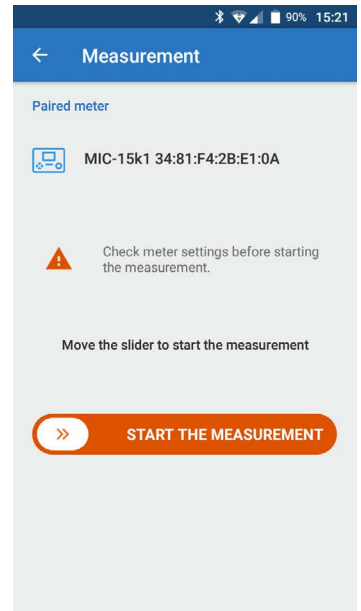 90% 15:21
Measurement
Paired meter
MIC-15k1 34:81:F4:2B:E1:0A
Check meter settings before starting
the measurement.
Move the slider to start the measurement
START THE MEASUREMENT